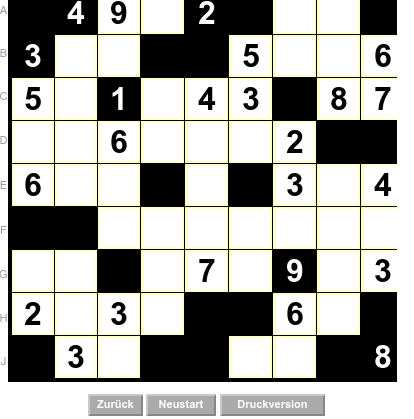 A 4 9 2
B 3 5 6
C 5 1 4 3 8 7
D 6 2
E 6 3 4
F
G 7 9 3
H 2 3 6
J 3 8
Zurück Neustart Druckversion